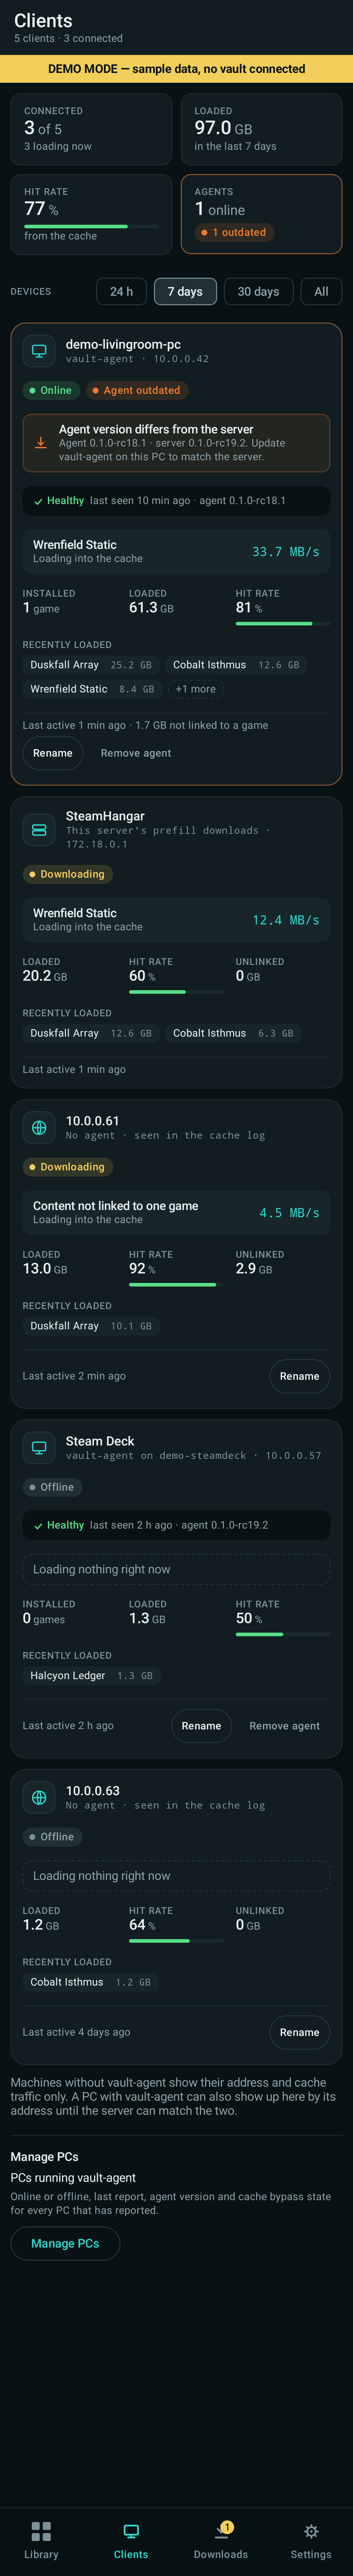 Clients
5 clients · 3 connected
DEMO MODE — sample data, no vault connected
CONNECTED
3 of 5
3 loading now
LOADED
97.0 GB
in the last 7 days
HIT RATE
77 %
from the cache
AGENTS
1 online
1 outdated
DEVICES
24 h
7 days
30 days
All
demo-livingroom-pc
vault-agent · 10.0.0.42
Online
Agent outdated
Agent version differs from the server
Agent 0.1.0-rc18.1 · server 0.1.0-rc19.2. Update
vault-agent on this PC to match the server.
Healthy last seen 10 min ago · agent 0.1.0-rc18.1
Wrenfield Static
Loading into the cache
33.7 MB/s
INSTALLED
1 game
LOADED
61.3 GB
HIT RATE
81 %
RECENTLY LOADED
Duskfall Array 25.2 GB
Cobalt Isthmus 12.6 GB
Wrenfield Static 8.4 GB
+1 more
Last active 1 min ago · 1.7 GB not linked to a game
Rename
Remove agent
SteamHangar
This server's prefill downloads ·
172.18.0.1
Downloading
Wrenfield Static
Loading into the cache
12.4 MB/s
LOADED
20.2 GB
HIT RATE
60 %
UNLINKED
0 GB
RECENTLY LOADED
Duskfall Array 12.6 GB
Cobalt Isthmus 6.3 GB
Last active 1 min ago
10.0.0.61
No agent · seen in the cache log
Downloading
Content not linked to one game
Loading into the cache
4.5 MB/s
LOADED
13.0 GB
HIT RATE
92 %
UNLINKED
2.9 GB
RECENTLY LOADED
Duskfall Array 10.1 GB
Last active 2 min ago
Rename
Steam Deck
vault-agent on demo-steamdeck · 10.0.0.57
Offline
Healthy last seen 2 h ago · agent 0.1.0-rc19.2
Loading nothing right now
INSTALLED
0 games
LOADED
1.3 GB
HIT RATE
50 %
RECENTLY LOADED
Halcyon Ledger 1.3 GB
Last active 2 h ago
Rename
Remove agent
10.0.0.63
No agent · seen in the cache log
Offline
Loading nothing right now
LOADED
1.2 GB
HIT RATE
64 %
UNLINKED
0 GB
RECENTLY LOADED
Cobalt Isthmus 1.2 GB
Last active 4 days ago
Rename
Machines without vault-agent show their address and cache
traffic only. A PC with vault-agent can also show up here by its
address until the server can match the two.
Manage PCs
PCs running vault-agent
Online or offline, last report, agent version and cache bypass state
for every PC that has reported.
Manage PCs
1
Library
Clients
Downloads
Settings